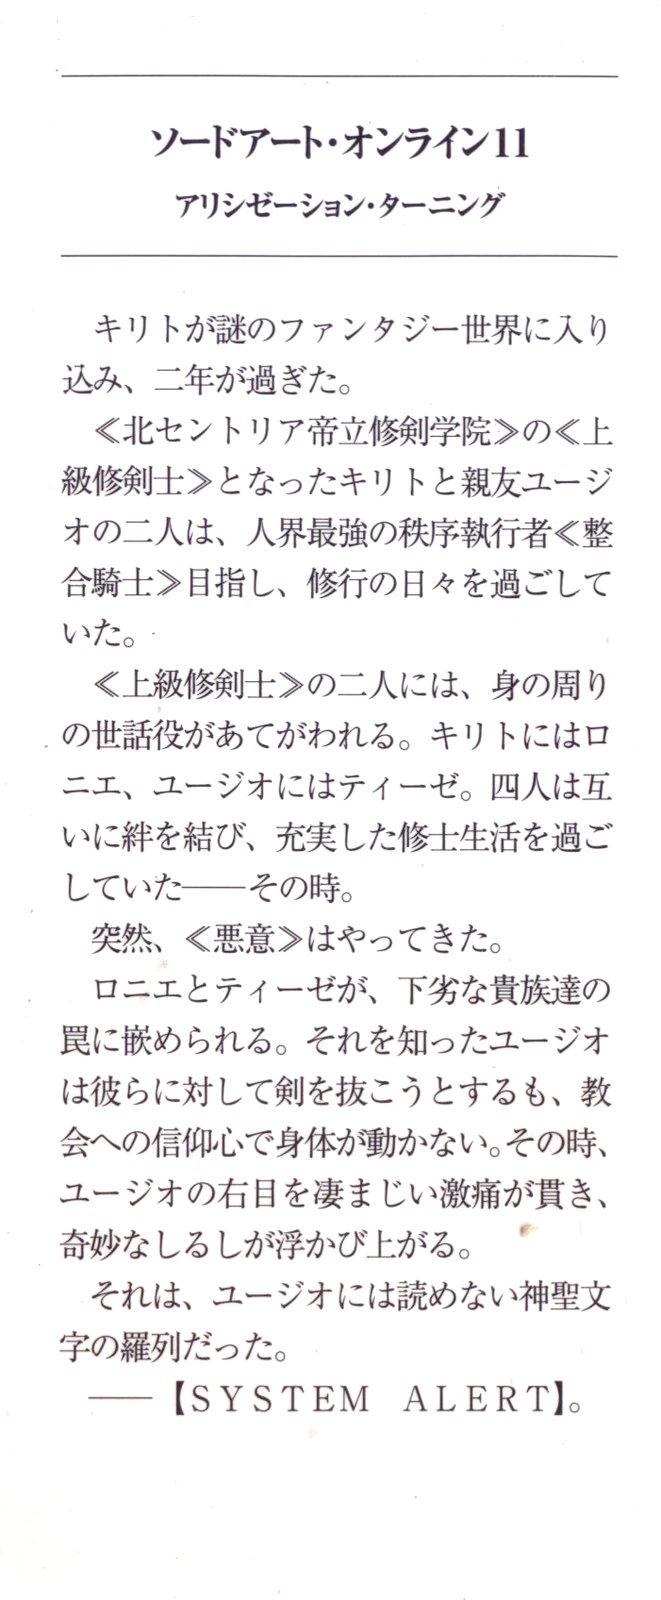 ソードアート・オンライン11
アリシゼーション・ターニング
キリトが謎のファンタジー世界に入り
込み、二年が過ぎた。
≪北セントリア帝立修剣学院≫の≪上
級修剣士≫となったキリトと親友ユージ
オの二人は、人界最強の秩序執行者≪整
合騎士≫目指し、修行の日々を過ごして
いた。
≪上級修剣士≫の二人には、身の周り
の世話役があてがわれる。キリトにはロ
ニエ、ユージオにはティーゼ。四人は互
いに絆を結び、充実した修士生活を過ご
していた――その時。
突然、≪悪意≫はやってきた。
ロニエとティーゼが、下劣な貴族達の
罠に嵌められる。それを知ったユージオ
は彼らに対して剣を抜こうとするも、教
会への信仰心で身体が動かない。その時、
ユージオの右目を凄まじい激痛が貫き、
奇妙なしるしが浮かび上がる。
それは、ユージオには読めない神聖文
字の羅列だった。
――【ＳＹＳＴＥＭ　ＡＬＥＲＴ】。